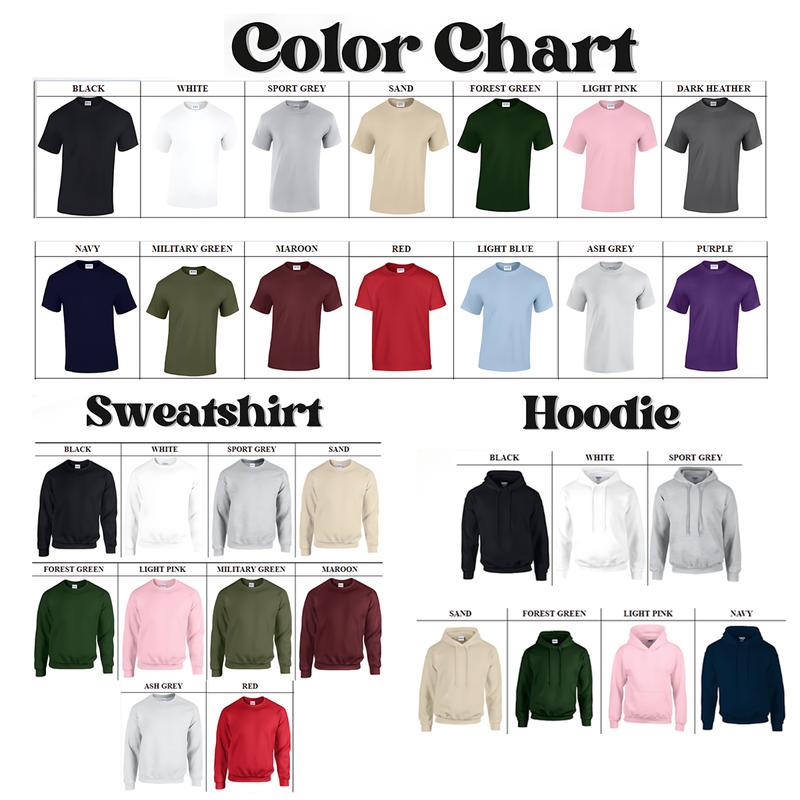 Color Chart
BLACK WHITE SPORT GREY SAND FOREST GREEN LIGHT PINK DARK HEATHER
NAVY MILITARY GREEN MAROON RED LIGHT BLUE ASH GREY PURPLE
Sweatshirt
BLACK WHITE SPORT GREY SAND
FOREST GREEN LIGHT PINK MILITARY GREEN MAROON
ASH GREY RED
Hoodie
BLACK WHITE SPORT GREY
SAND FOREST GREEN LIGHT PINK NAVY